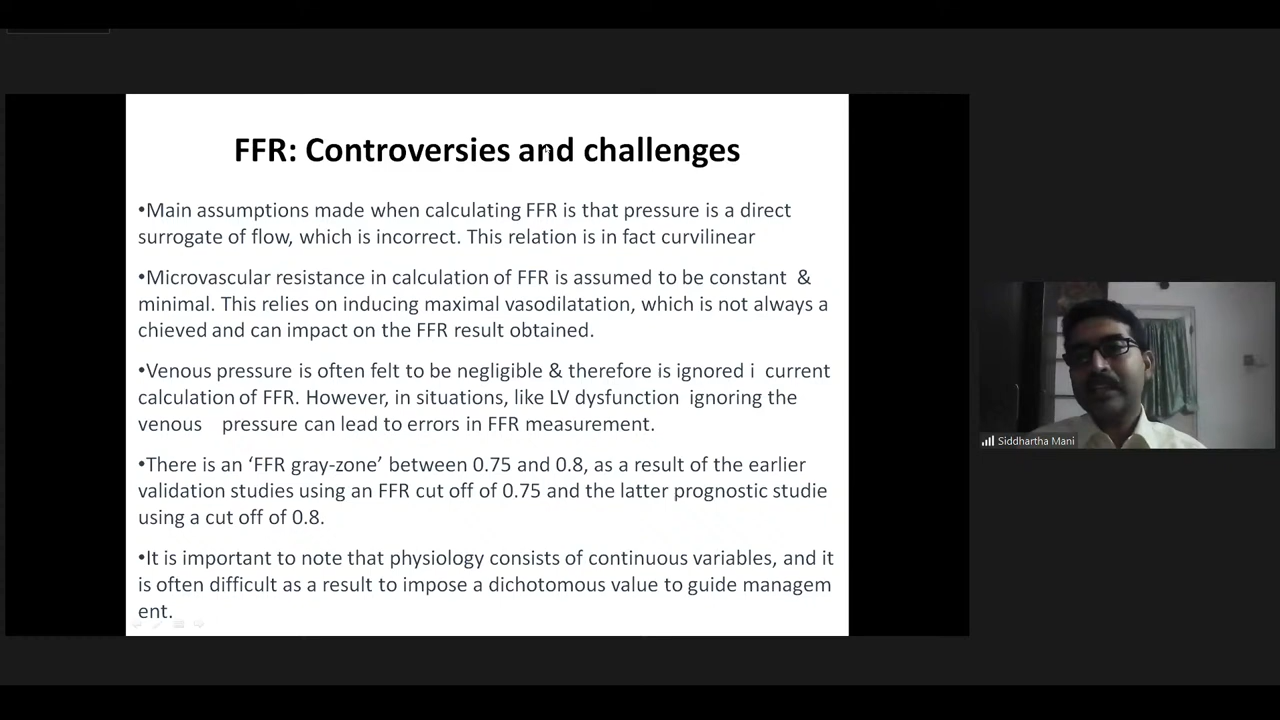 FFR: Controversies and challenges
•Main assumptions made when calculating FFR is that pressure is a direct
surrogate of flow, which is incorrect. This relation is in fact curvilinear
•Microvascular resistance in calculation of FFR is assumed to be constant &
minimal. This relies on inducing maximal vasodilatation, which is not always a
chieved and can impact on the FFR result obtained.
•Venous pressure is often felt to be negligible & therefore is ignored i current
calculation of FFR. However, in situations, like LV dysfunction ignoring the
venous pressure can lead to errors in FFR measurement.
•There is an ‘FFR gray-zone’ between 0.75 and 0.8, as a result of the earlier
validation studies using an FFR cut off of 0.75 and the latter prognostic studie
using a cut off of 0.8.
•It is important to note that physiology consists of continuous variables, and it
is often difficult as a result to impose a dichotomous value to guide managem
ent.
Siddhartha Mani